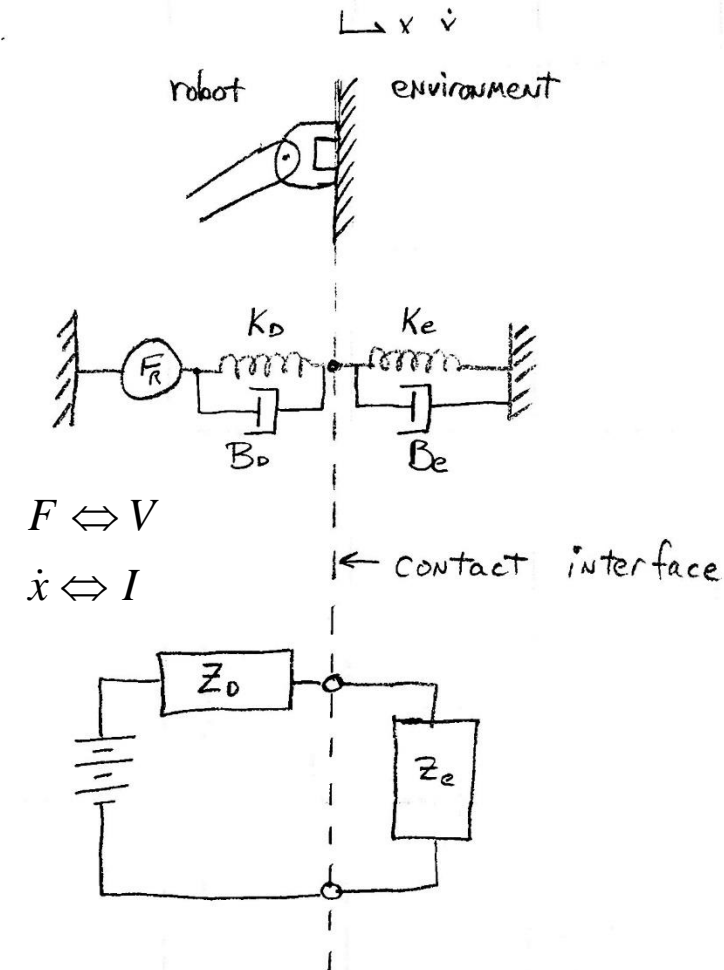 x v̇
robot environment
K_D K_e
F_R
B_D B_e
F ⇔ V
ẋ ⇔ I
← contact interface
Z_D
Z_e